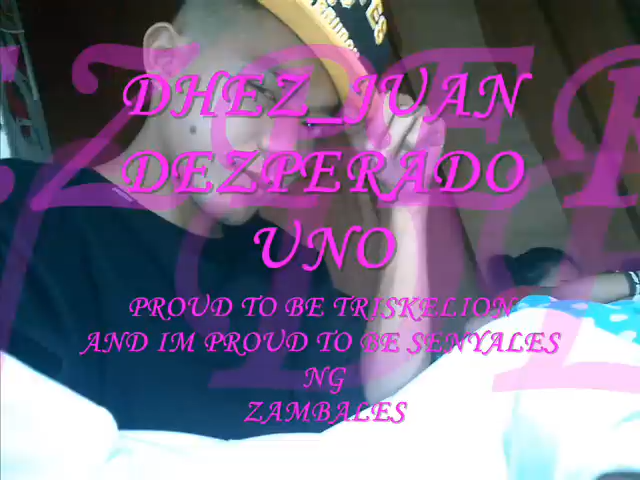 DHEZ_JUAN
DEZPERADO
UNO
PROUD TO BE TRISKELION
AND IM PROUD TO BE SENYALES
NG
ZAMBALES